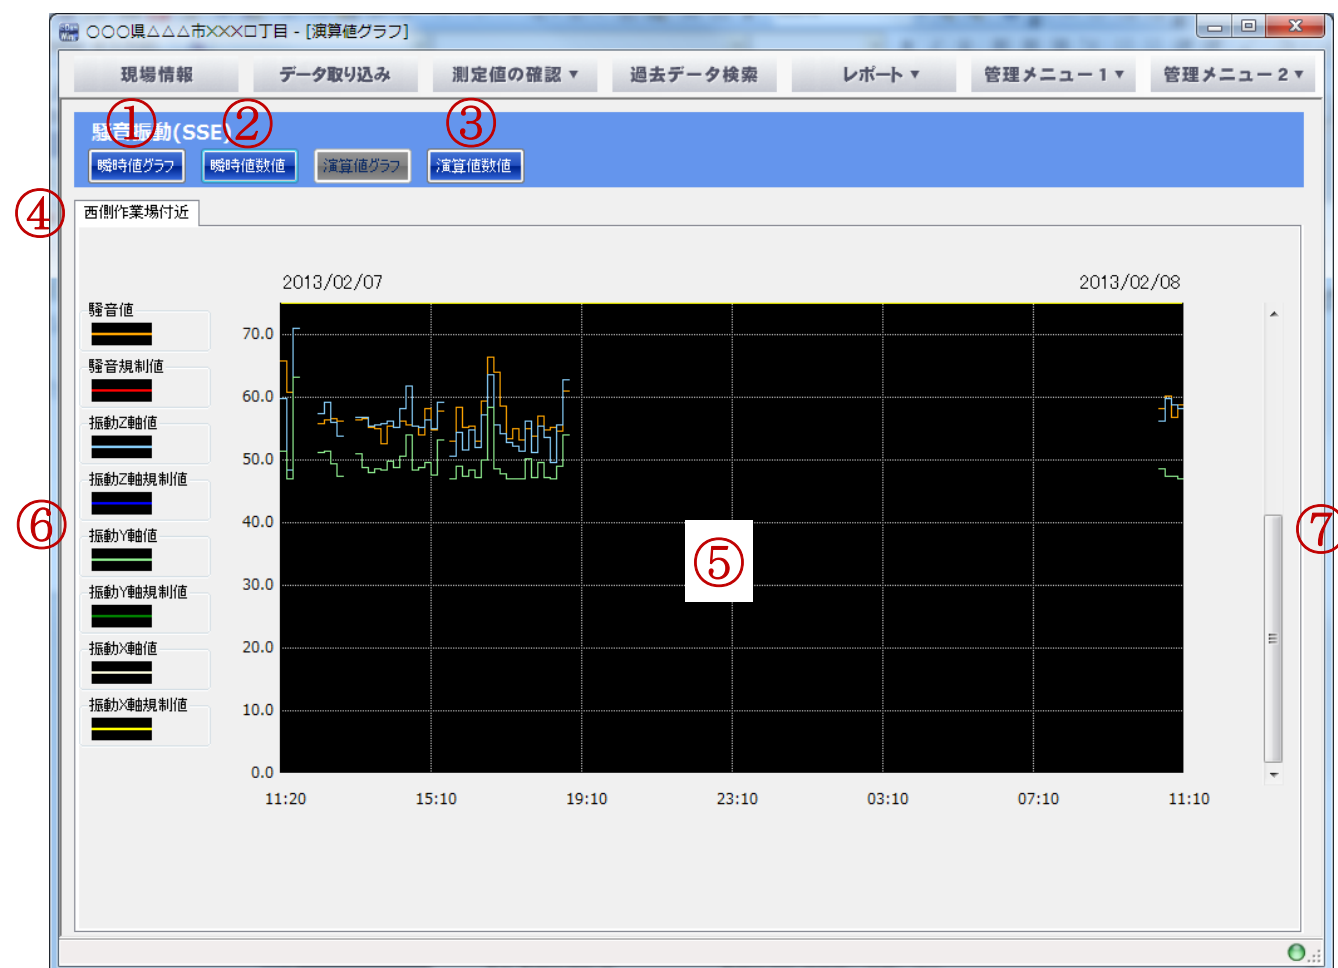 ○○○県△△△市×××ロ丁目 - [演算値グラフ]
現場情報 データ取り込み 測定値の確認 ▼ 過去データ検索 レポート ▼ 管理メニュー1 ▼ 管理メニュー2 ▼
① ② ③
騒音振動(SSE)
瞬時値グラフ 瞬時値数値 演算値グラフ 演算値数値
④
西側作業場付近
2013/02/07 2013/02/08
騒音値
騒音規制値
振動Z軸値
振動Z軸規制値
振動Y軸値
振動Y軸規制値
振動X軸値
振動X軸規制値
⑥
70.0
60.0
50.0
40.0
30.0
20.0
10.0
0.0
⑤
⑦
11:20 15:10 19:10 23:10 03:10 07:10 11:10